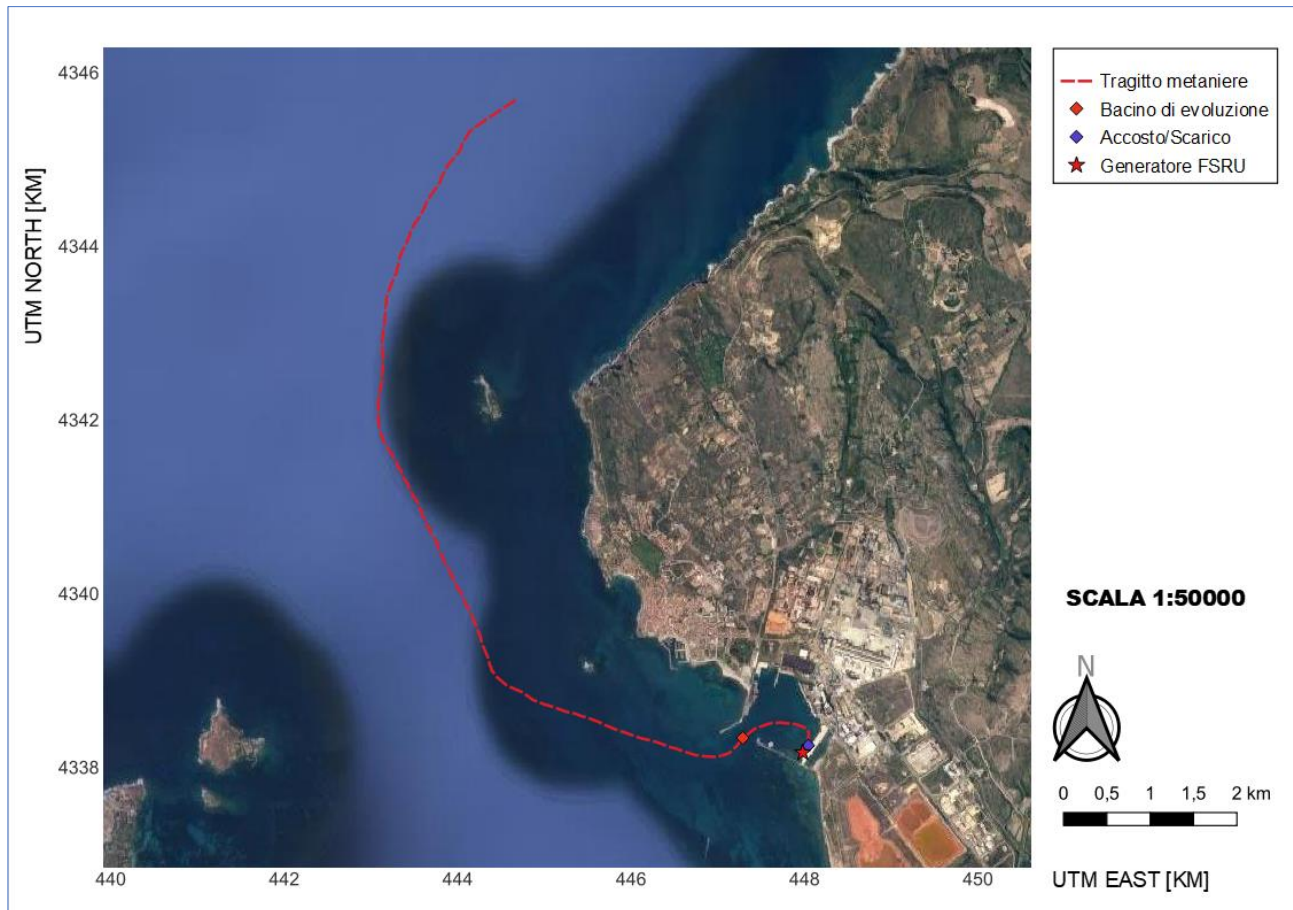 4346
4344
4342
4340
4338
UTM NORTH [KM]
440
442
444
446
448
450
UTM EAST [KM]
Tragitto metaniere
Bacino di evoluzione
Accosto/Scarico
Generatore FSRU
SCALA 1:50000
N
0 0,5 1 1,5 2 km